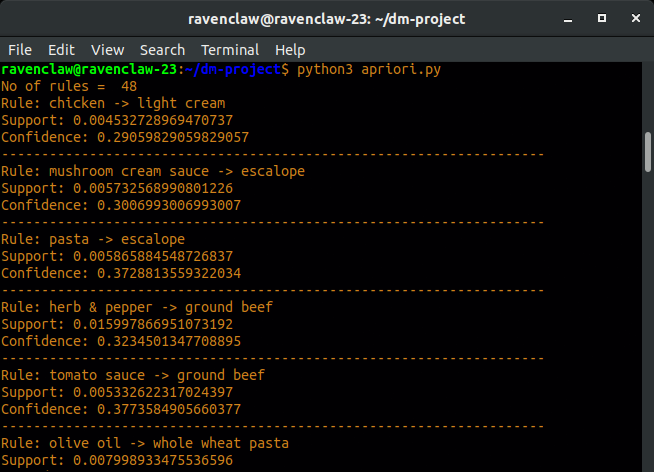 ravenclaw@ravenclaw-23: ~/dm-project
File Edit View Search Terminal Help
ravenclaw@ravenclaw-23:~/dm-project$ python3 apriori.py
No of rules =  48
Rule: chicken -> light cream
Support: 0.004532728969470737
Confidence: 0.29059829059829057
--------------------------------------------------------------------
Rule: mushroom cream sauce -> escalope
Support: 0.005732568990801226
Confidence: 0.3006993006993007
--------------------------------------------------------------------
Rule: pasta -> escalope
Support: 0.005865884548726837
Confidence: 0.3728813559322034
--------------------------------------------------------------------
Rule: herb & pepper -> ground beef
Support: 0.015997866951073192
Confidence: 0.3234501347708895
--------------------------------------------------------------------
Rule: tomato sauce -> ground beef
Support: 0.005332622317024397
Confidence: 0.3773584905660377
--------------------------------------------------------------------
Rule: olive oil -> whole wheat pasta
Support: 0.007998933475536596